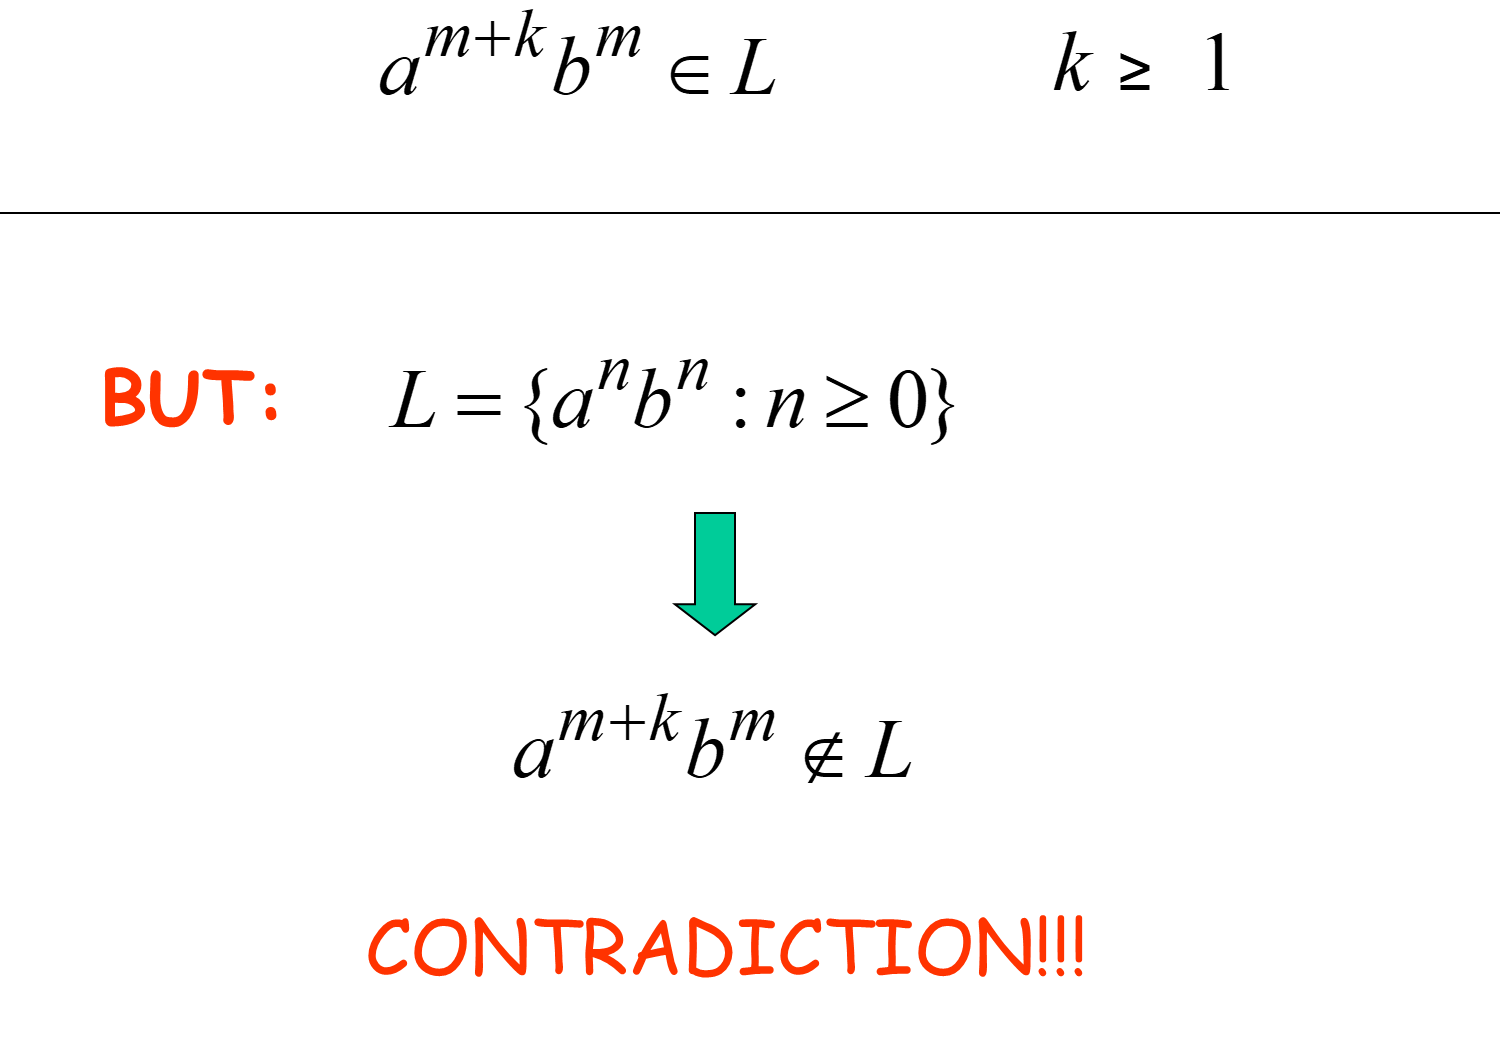 a^{m+k}b^{m} ∈ L k ≥ 1
BUT: L = {a^{n}b^{n} : n ≥ 0}
a^{m+k}b^{m} ∉ L
CONTRADICTION!!!